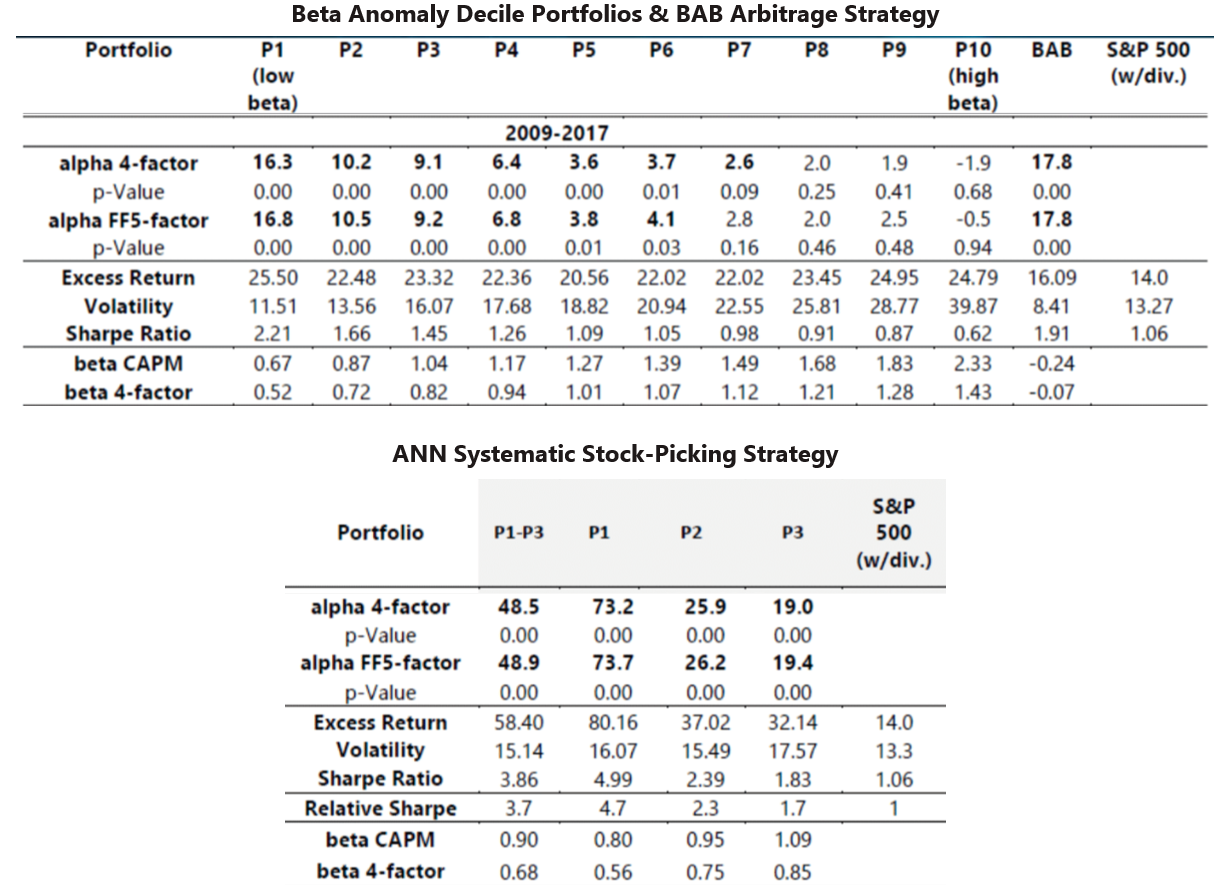 Beta Anomaly Decile Portfolios & BAB Arbitrage Strategy
Portfolio P1 (low beta) P2 P3 P4 P5 P6 P7 P8 P9 P10 (high beta) BAB S&P 500 (w/div.)
2009-2017
alpha 4-factor 16.3 10.2 9.1 6.4 3.6 3.7 2.6 2.0 1.9 -1.9 17.8
p-Value 0.00 0.00 0.00 0.00 0.00 0.01 0.09 0.25 0.41 0.68 0.00
alpha FF5-factor 16.8 10.5 9.2 6.8 3.8 4.1 2.8 2.0 2.5 -0.5 17.8
p-Value 0.00 0.00 0.00 0.00 0.01 0.03 0.16 0.46 0.48 0.94 0.00
Excess Return 25.50 22.48 23.32 22.36 20.56 22.02 22.02 23.45 24.95 24.79 16.09 14.0
Volatility 11.51 13.56 16.07 17.68 18.82 20.94 22.55 25.81 28.77 39.87 8.41 13.27
Sharpe Ratio 2.21 1.66 1.45 1.26 1.09 1.05 0.98 0.91 0.87 0.62 1.91 1.06
beta CAPM 0.67 0.87 1.04 1.17 1.27 1.39 1.49 1.68 1.83 2.33 -0.24
beta 4-factor 0.52 0.72 0.82 0.94 1.01 1.07 1.12 1.21 1.28 1.43 -0.07
ANN Systematic Stock-Picking Strategy
Portfolio P1-P3 P1 P2 P3 S&P 500 (w/div.)
alpha 4-factor 48.5 73.2 25.9 19.0
p-Value 0.00 0.00 0.00 0.00
alpha FF5-factor 48.9 73.7 26.2 19.4
p-Value 0.00 0.00 0.00 0.00
Excess Return 58.40 80.16 37.02 32.14 14.0
Volatility 15.14 16.07 15.49 17.57 13.3
Sharpe Ratio 3.86 4.99 2.39 1.83 1.06
Relative Sharpe 3.7 4.7 2.3 1.7 1
beta CAPM 0.90 0.80 0.95 1.09
beta 4-factor 0.68 0.56 0.75 0.85